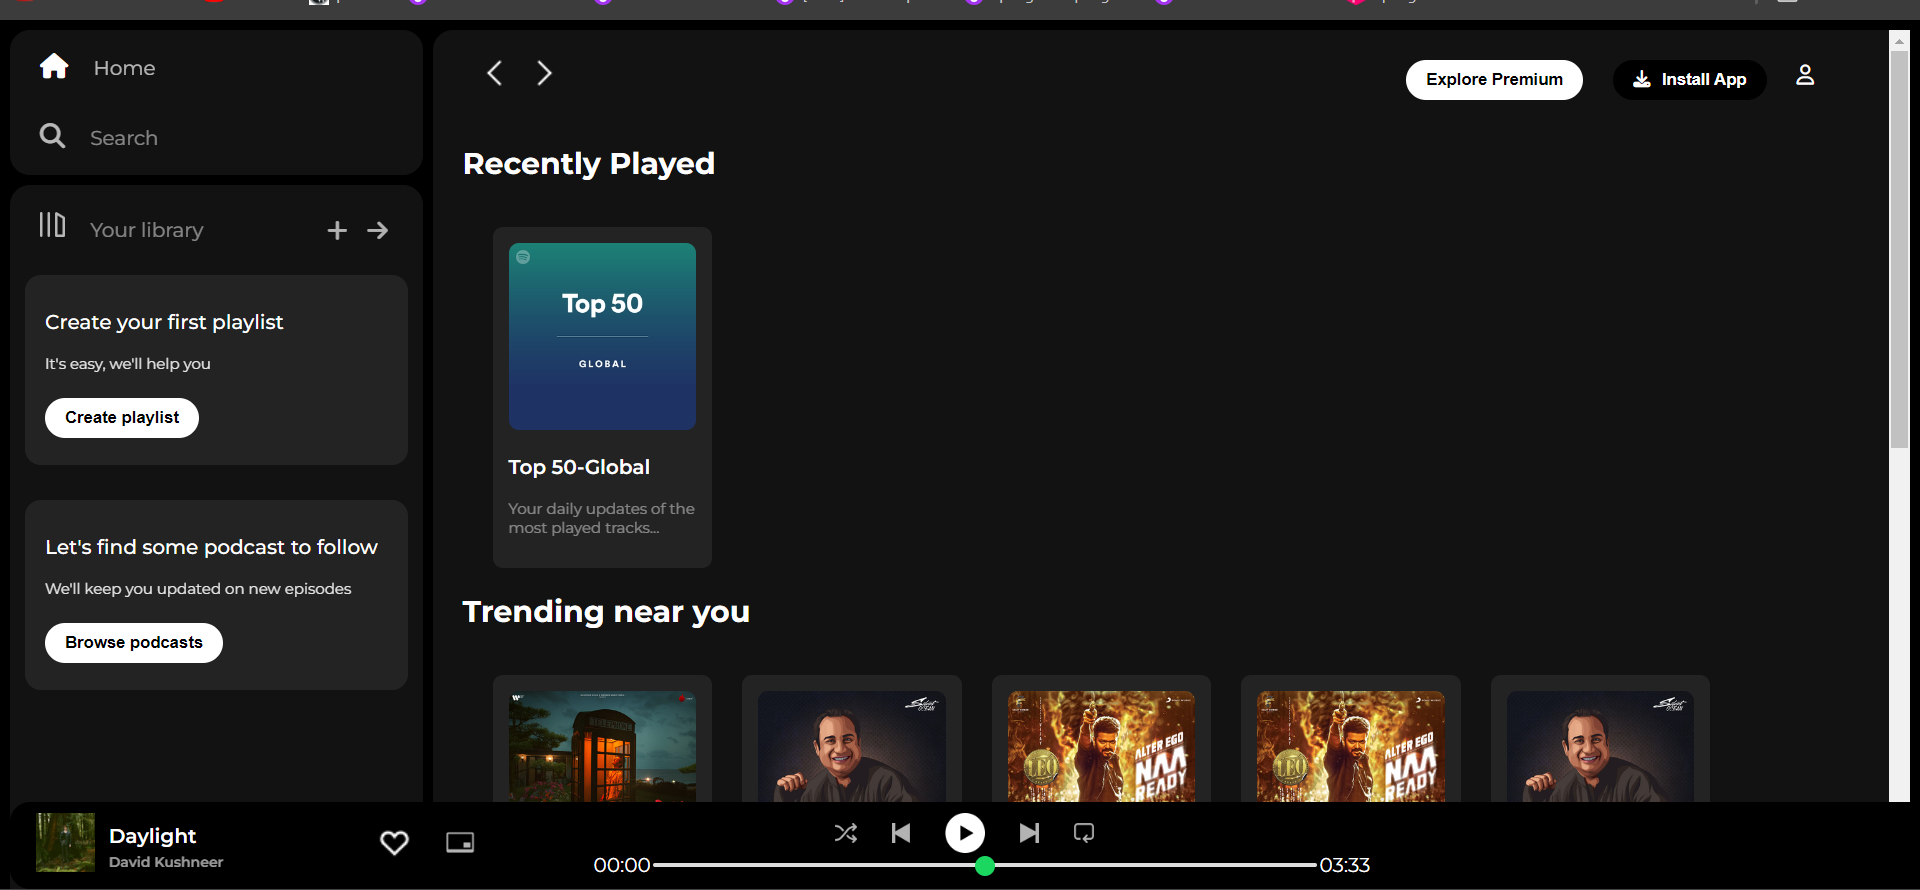 Home
Search
Your library
Create your first playlist
It's easy, we'll help you
Create playlist
Let's find some podcast to follow
We'll keep you updated on new episodes
Browse podcasts
Explore Premium
Install App
Recently Played
Top 50
GLOBAL
Top 50-Global
Your daily updates of the
most played tracks...
Trending near you
TELEPHONE
LEO
ALTER EGO
NAA
READY
LEO
ALTER EGO
NAA
READY
Daylight
David Kushneer
00:00
03:33